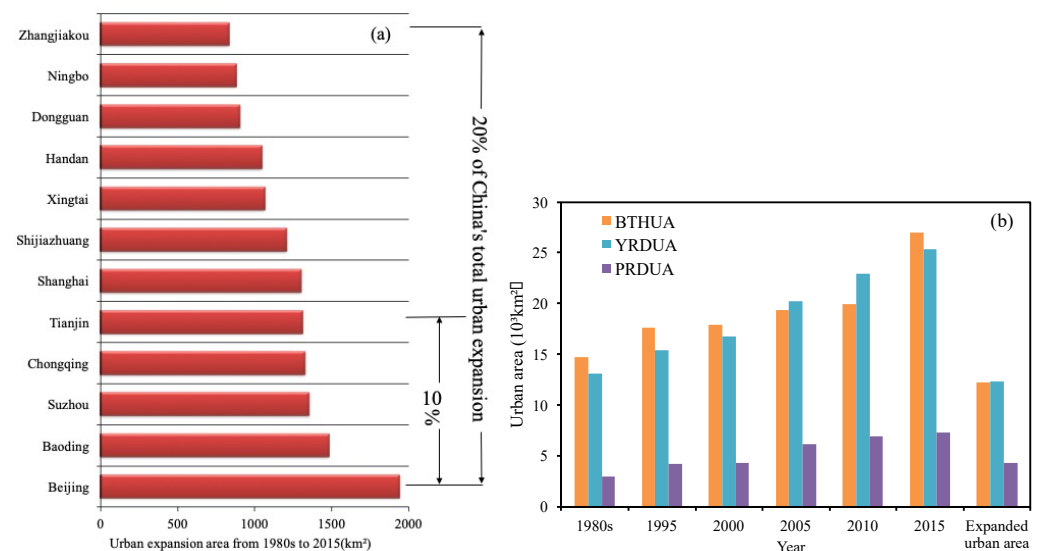 (a)
Zhangjiakou
Ningbo
Dongguan
Handan
Xingtai
Shijiazhuang
Shanghai
Tianjin
Chongqing
Suzhou
Baoding
Beijing
0 500 1000 1500 2000
Urban expansion area from 1980s to 2015(km²)
10
%
20% of China's total urban expansion
(b)
BTHUA
YRDUA
PRDUA
30
25
20
15
10
5
0
Urban area (10³km²▯
1980s 1995 2000 2005 2010 2015 Expanded
urban area
Year